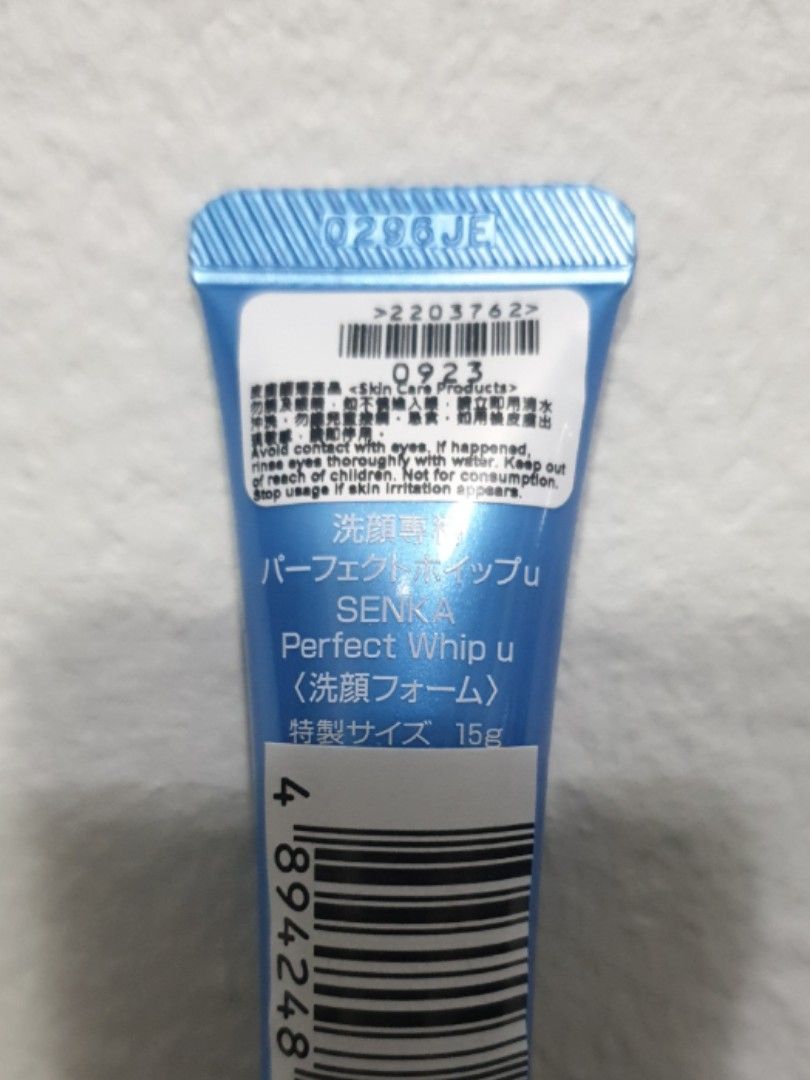 0296JE
>2203762>
0923
<Skin Care Products>
Avoid contact with eyes, if happened,
rinse eyes thoroughly with water. Keep out
of reach of children. Not for consumption.
Stop usage if skin irritation appears.
洗顔専科
パーフェクトホイップu
SENKA
Perfect Whip u
〈洗顔フォーム〉
特製サイズ 15g
4 894248